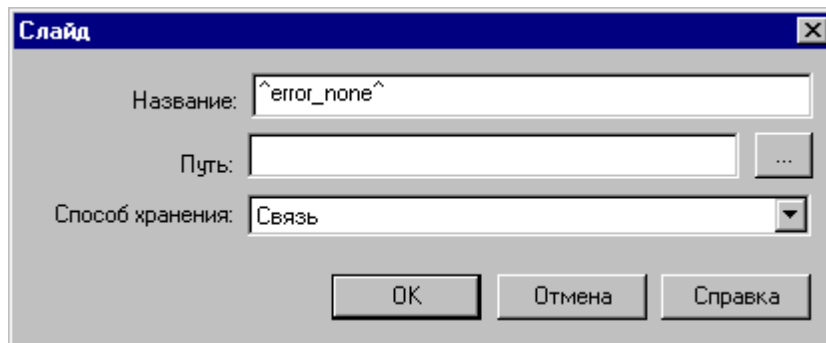 Слайд
Название: ^error_none^
Путь: ...
Способ хранения: Связь
OK Отмена Справка